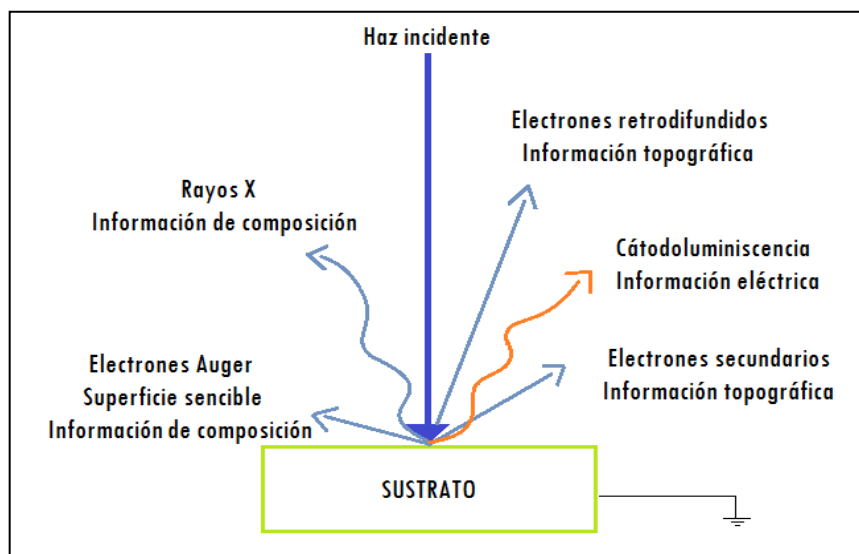 Haz incidente
Electrones retrodifundidos
Información topográfica
Rayos X
Información de composición
Cátodoluminiscencia
Información eléctrica
Electrones Auger
Superficie sencible
Información de composición
Electrones secundarios
Información topográfica
SUSTRATO